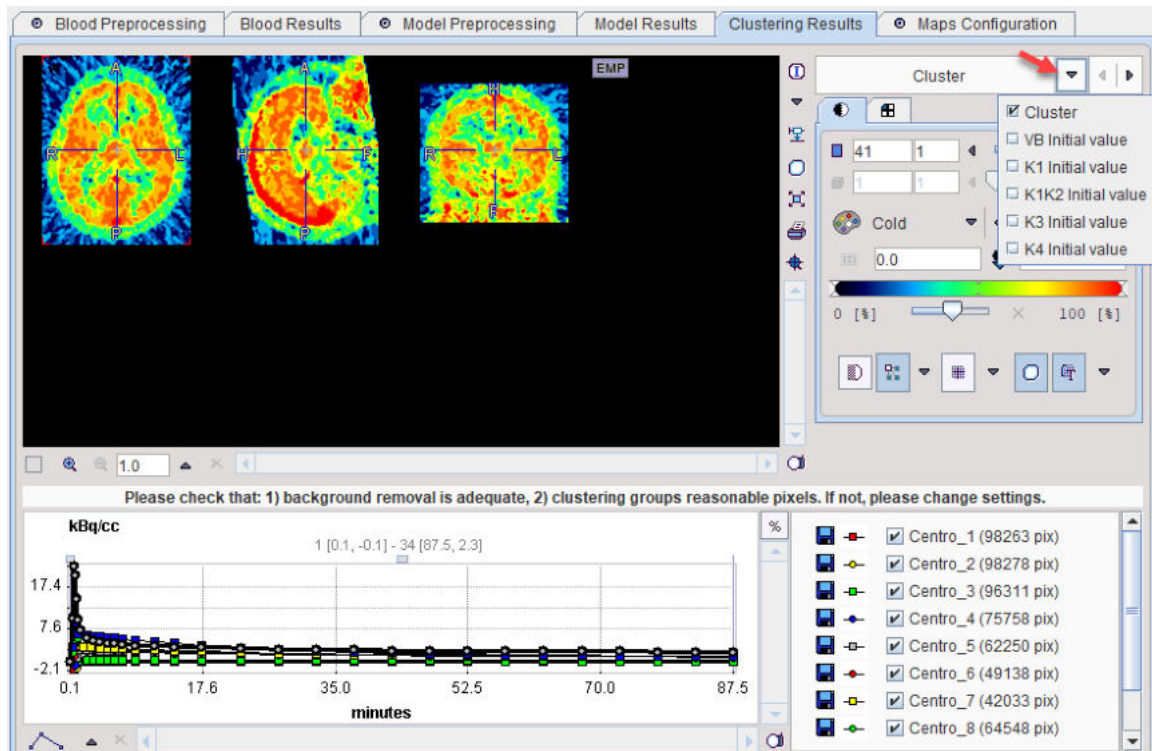 Blood Preprocessing Blood Results Model Preprocessing Model Results Clustering Results Maps Configuration
EMP
A A H
R L H F R L
P P F
Cluster
Cluster
VB Initial value
K1 Initial value
K1K2 Initial value
K3 Initial value
K4 Initial value
41 1
1 1
Cold
0.0
0 [%] 100 [%]
1.0
Please check that: 1) background removal is adequate, 2) clustering groups reasonable pixels. If not, please change settings.
kBq/cc
1 [0.1, -0.1] - 34 [87.5, 2.3]
%
17.4
7.6
-2.1
0.1 17.6 35.0 52.5 70.0 87.5
minutes
Centro_1 (98263 pix)
Centro_2 (98278 pix)
Centro_3 (96311 pix)
Centro_4 (75758 pix)
Centro_5 (62250 pix)
Centro_6 (49138 pix)
Centro_7 (42033 pix)
Centro_8 (64548 pix)